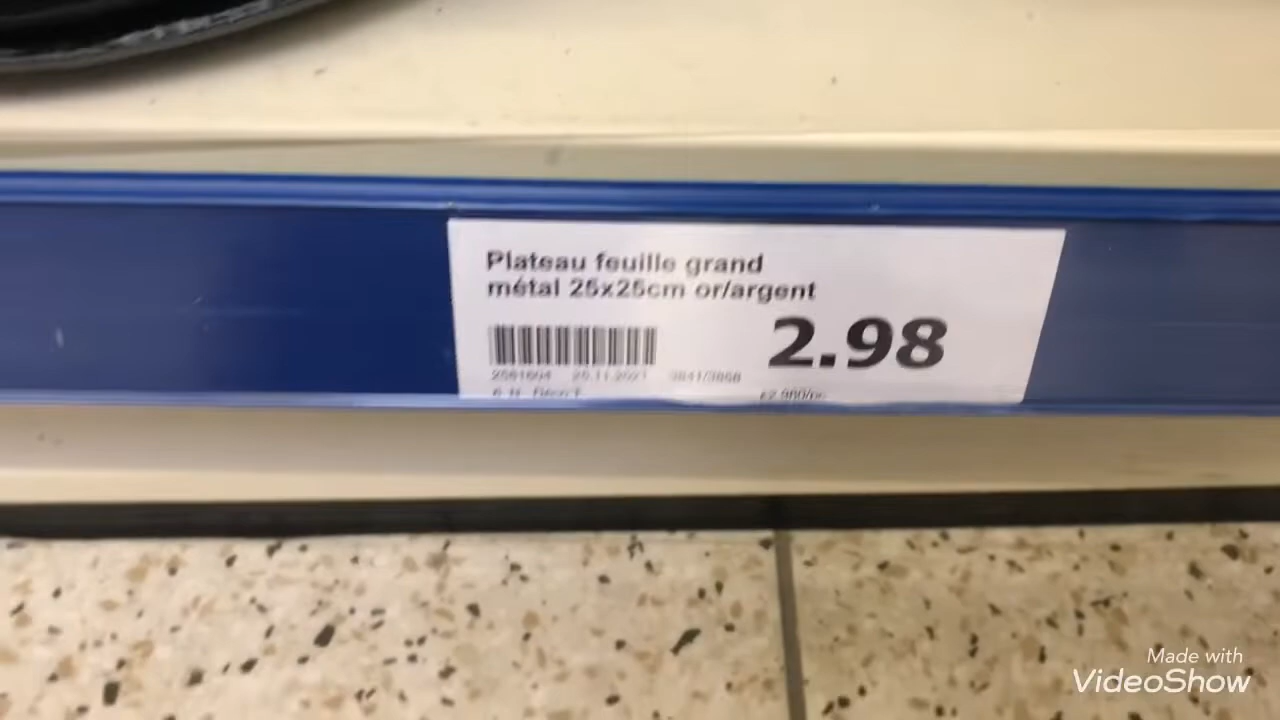 Plateau feuille grand
métal 25x25cm or/argent
2.98
Made with
VideoShow